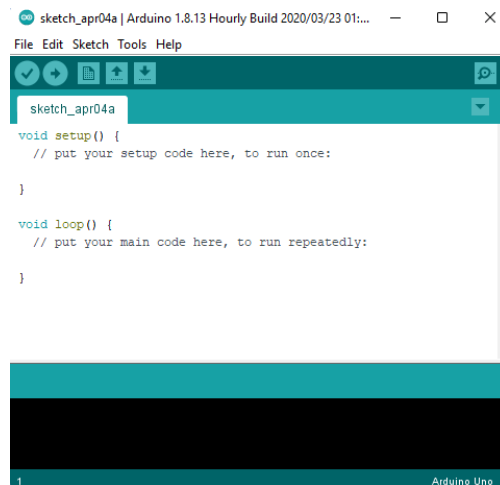 sketch_apr04a | Arduino 1.8.13 Hourly Build 2020/03/23 01:...
File Edit Sketch Tools Help
sketch_apr04a
void setup() {
  // put your setup code here, to run once:
}
void loop() {
  // put your main code here, to run repeatedly:
}
1 Arduino Uno